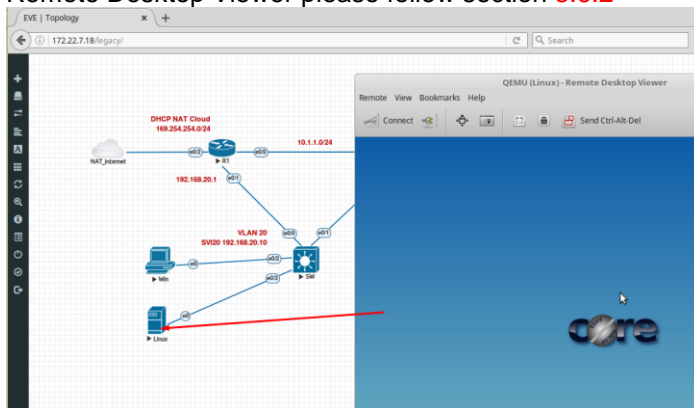 Remote Desktop Viewer please follow section
EVE | Topology
172.22.7.18/legacy/
Search
QEMU (Linux) - Remote Desktop Viewer
Remote View Bookmarks Help
Connect
Send Ctrl-Alt-Del
DHCP NAT Cloud
169.254.254.0/24
10.1.1.0/24
NAT_Internet
e0/2
R1
e0/0
192.168.20.1
e0/1
VLAN 20
SVI20 192.168.20.10
e0/0
e0/1
e0
e0/2
Win
SW
e0/3
e0
Linux
core